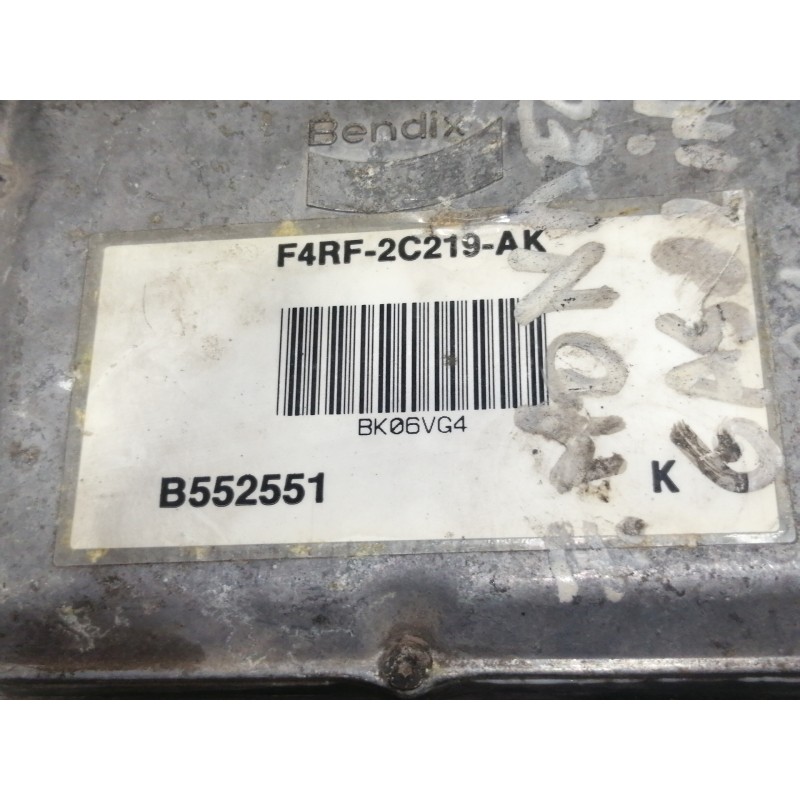 Bendix
F4RF-2C219-AK
BK06VG4
B552551 K